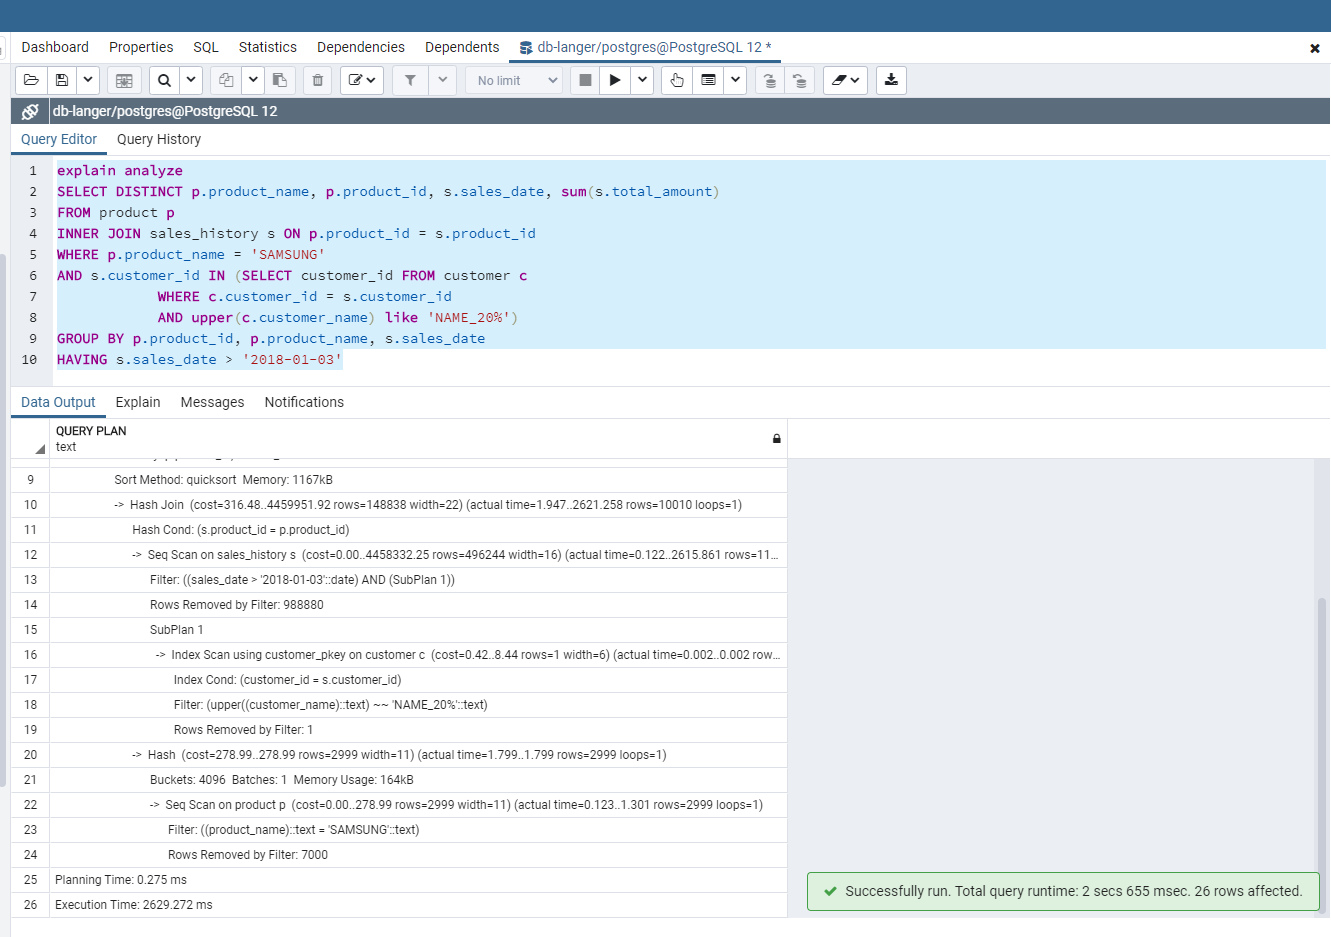 Dashboard Properties SQL Statistics Dependencies Dependents db-langer/postgres@PostgreSQL 12 *
No limit
db-langer/postgres@PostgreSQL 12
Query Editor Query History
1 explain analyze
2 SELECT DISTINCT p.product_name, p.product_id, s.sales_date, sum(s.total_amount)
3 FROM product p
4 INNER JOIN sales_history s ON p.product_id = s.product_id
5 WHERE p.product_name = 'SAMSUNG'
6 AND s.customer_id IN (SELECT customer_id FROM customer c
7 WHERE c.customer_id = s.customer_id
8 AND upper(c.customer_name) like 'NAME_20%')
9 GROUP BY p.product_id, p.product_name, s.sales_date
10 HAVING s.sales_date > '2018-01-03'
Data Output Explain Messages Notifications
QUERY PLAN
text
9 Sort Method: quicksort Memory: 1167kB
10 -> Hash Join (cost=316.48..4459951.92 rows=148838 width=22) (actual time=1.947..2621.258 rows=10010 loops=1)
11 Hash Cond: (s.product_id = p.product_id)
12 -> Seq Scan on sales_history s (cost=0.00..4458332.25 rows=496244 width=16) (actual time=0.122..2615.861 rows=11...
13 Filter: ((sales_date > '2018-01-03'::date) AND (SubPlan 1))
14 Rows Removed by Filter: 988880
15 SubPlan 1
16 -> Index Scan using customer_pkey on customer c (cost=0.42..8.44 rows=1 width=6) (actual time=0.002..0.002 row...
17 Index Cond: (customer_id = s.customer_id)
18 Filter: (upper((customer_name)::text) ~~ 'NAME_20%'::text)
19 Rows Removed by Filter: 1
20 -> Hash (cost=278.99..278.99 rows=2999 width=11) (actual time=1.799..1.799 rows=2999 loops=1)
21 Buckets: 4096 Batches: 1 Memory Usage: 164kB
22 -> Seq Scan on product p (cost=0.00..278.99 rows=2999 width=11) (actual time=0.123..1.301 rows=2999 loops=1)
23 Filter: ((product_name)::text = 'SAMSUNG'::text)
24 Rows Removed by Filter: 7000
25 Planning Time: 0.275 ms
26 Execution Time: 2629.272 ms
Successfully run. Total query runtime: 2 secs 655 msec. 26 rows affected.